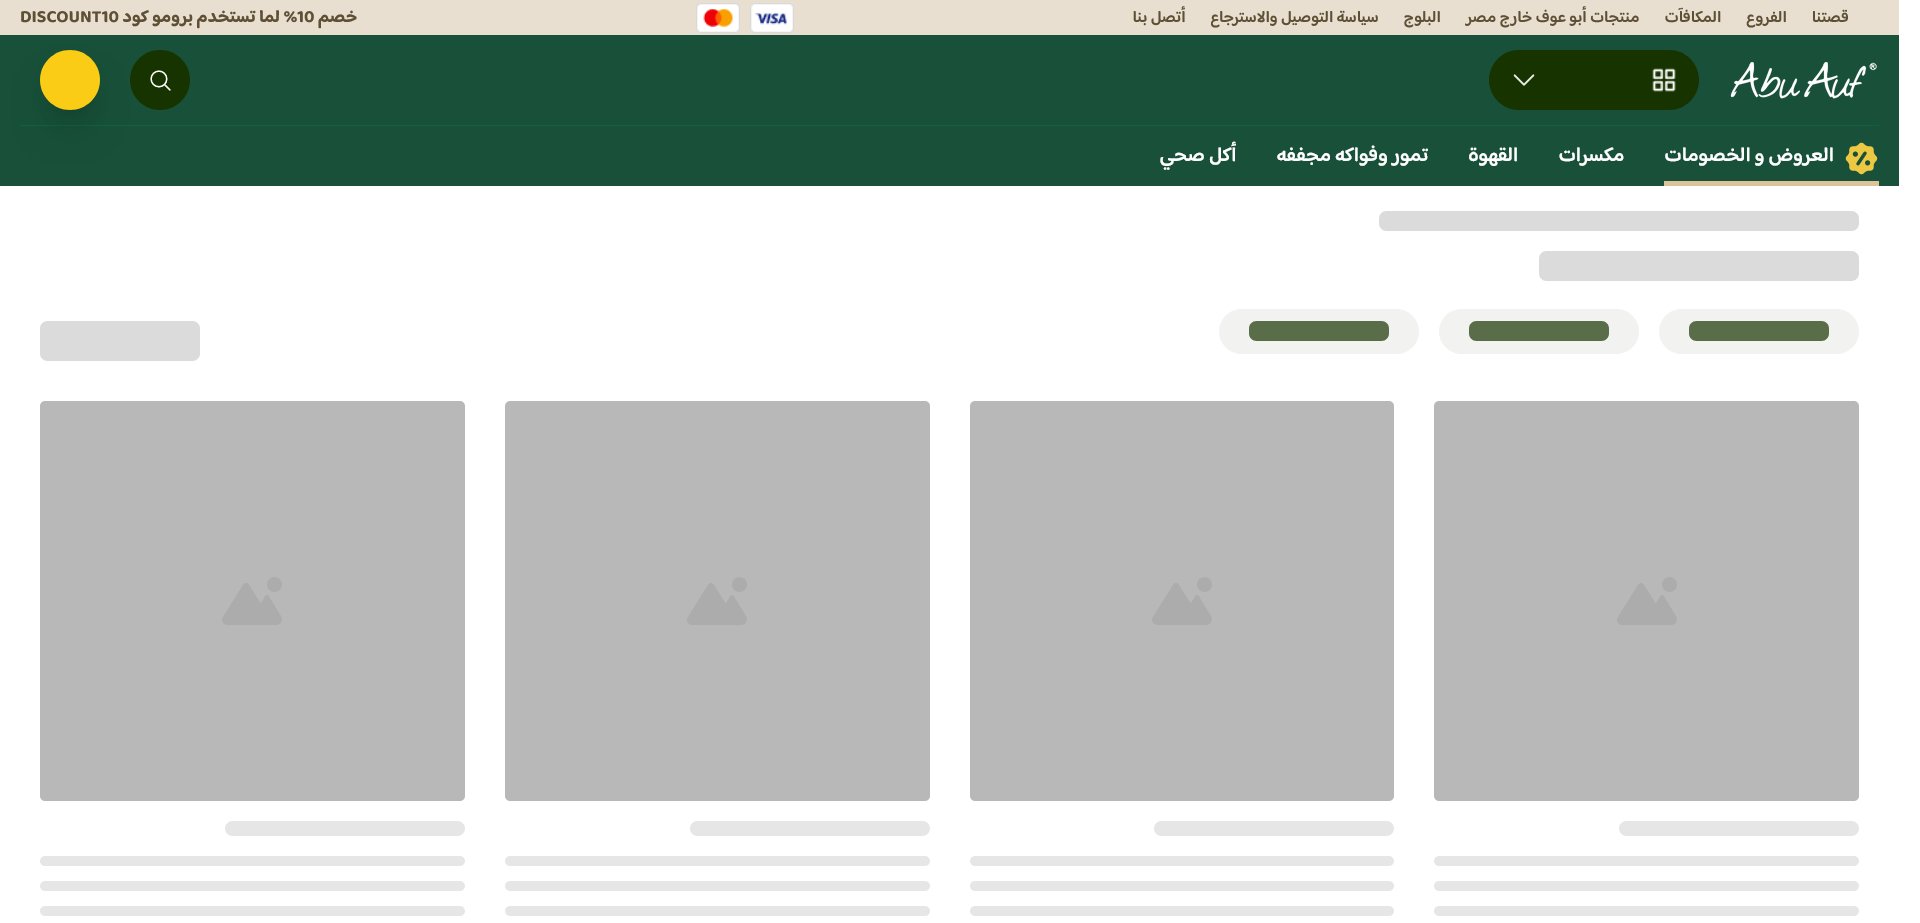 قصتنا الفروع المكافآت منتجات أبو عوف خارج مصر البلوج سياسة التوصيل والاسترجاع أتصل بنا VISA خصم 10% لما تستخدم برومو كود DISCOUNT10
Abu Auf®
العروض و الخصومات مكسرات القهوة تمور وفواكه مجففه أكل صحي